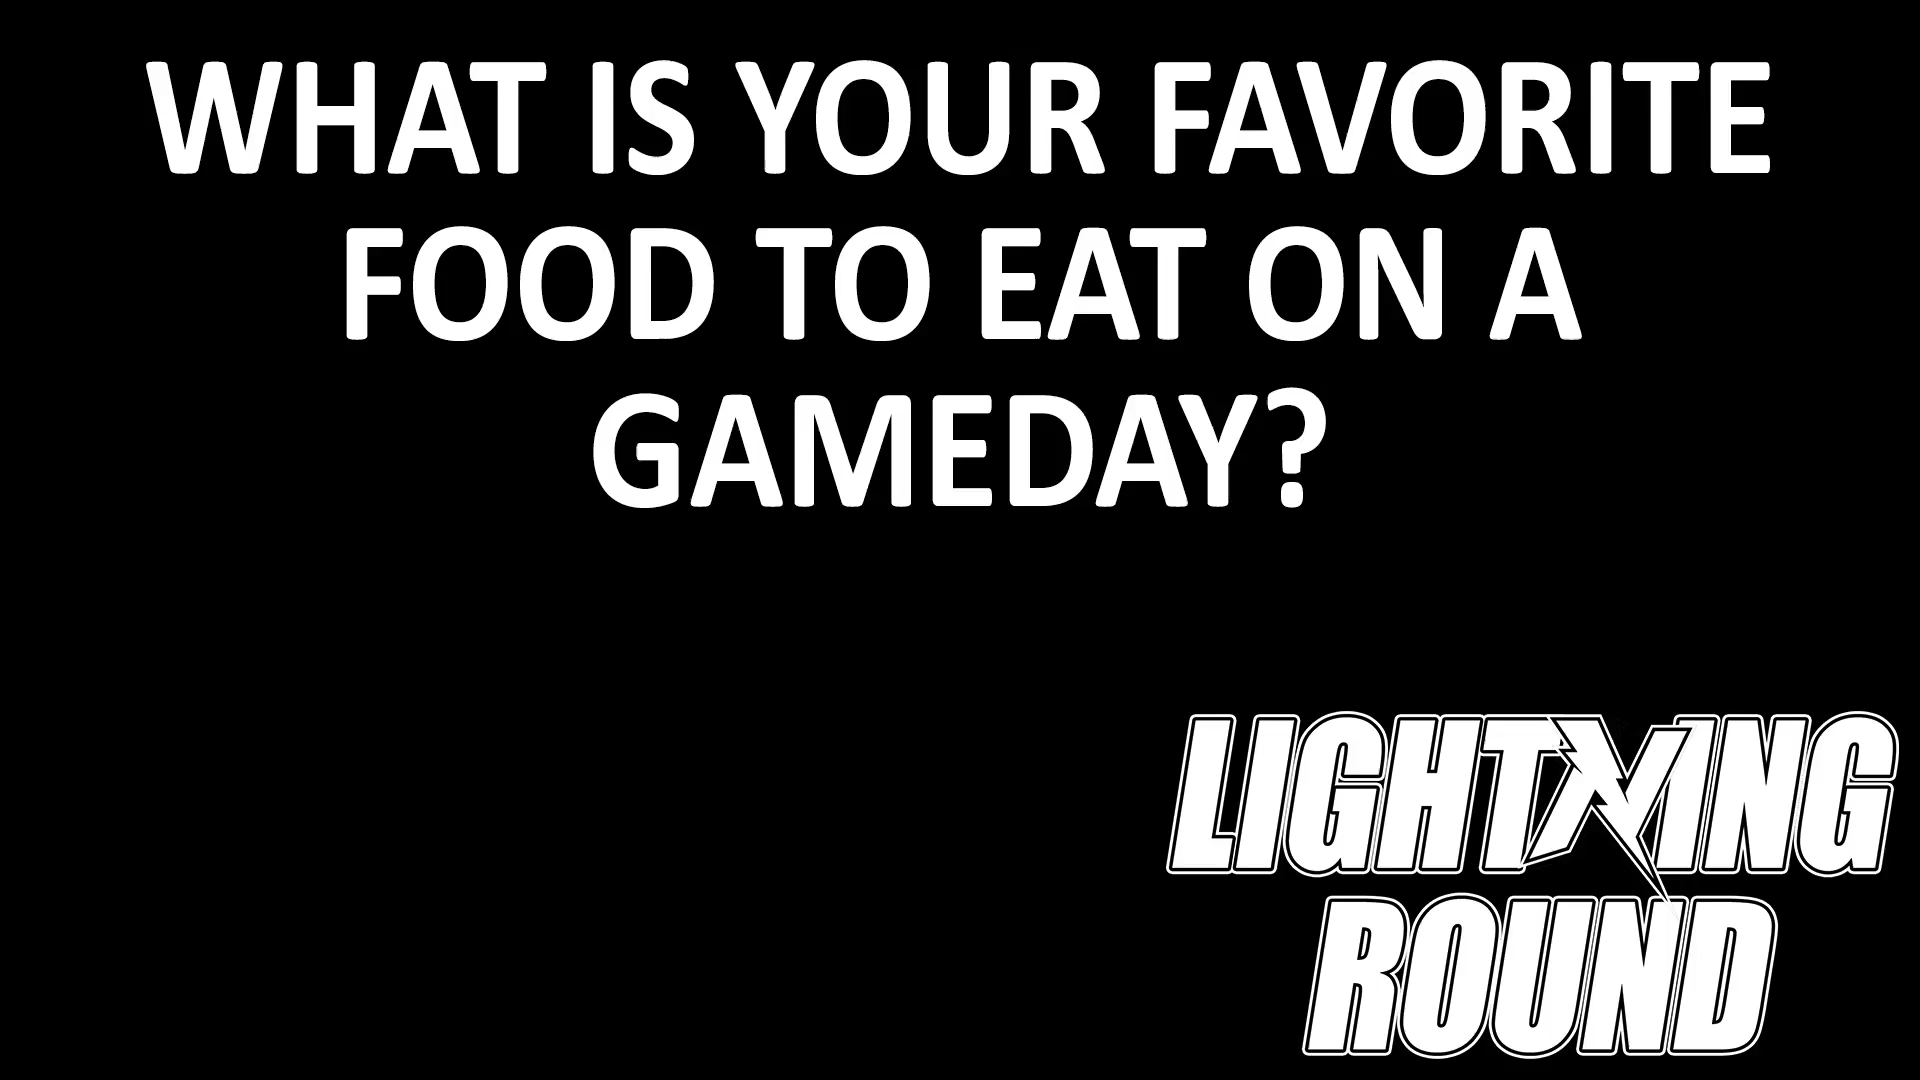 WHAT IS YOUR FAVORITE
FOOD TO EAT ON A
GAMEDAY?
LIGHTNING
ROUND